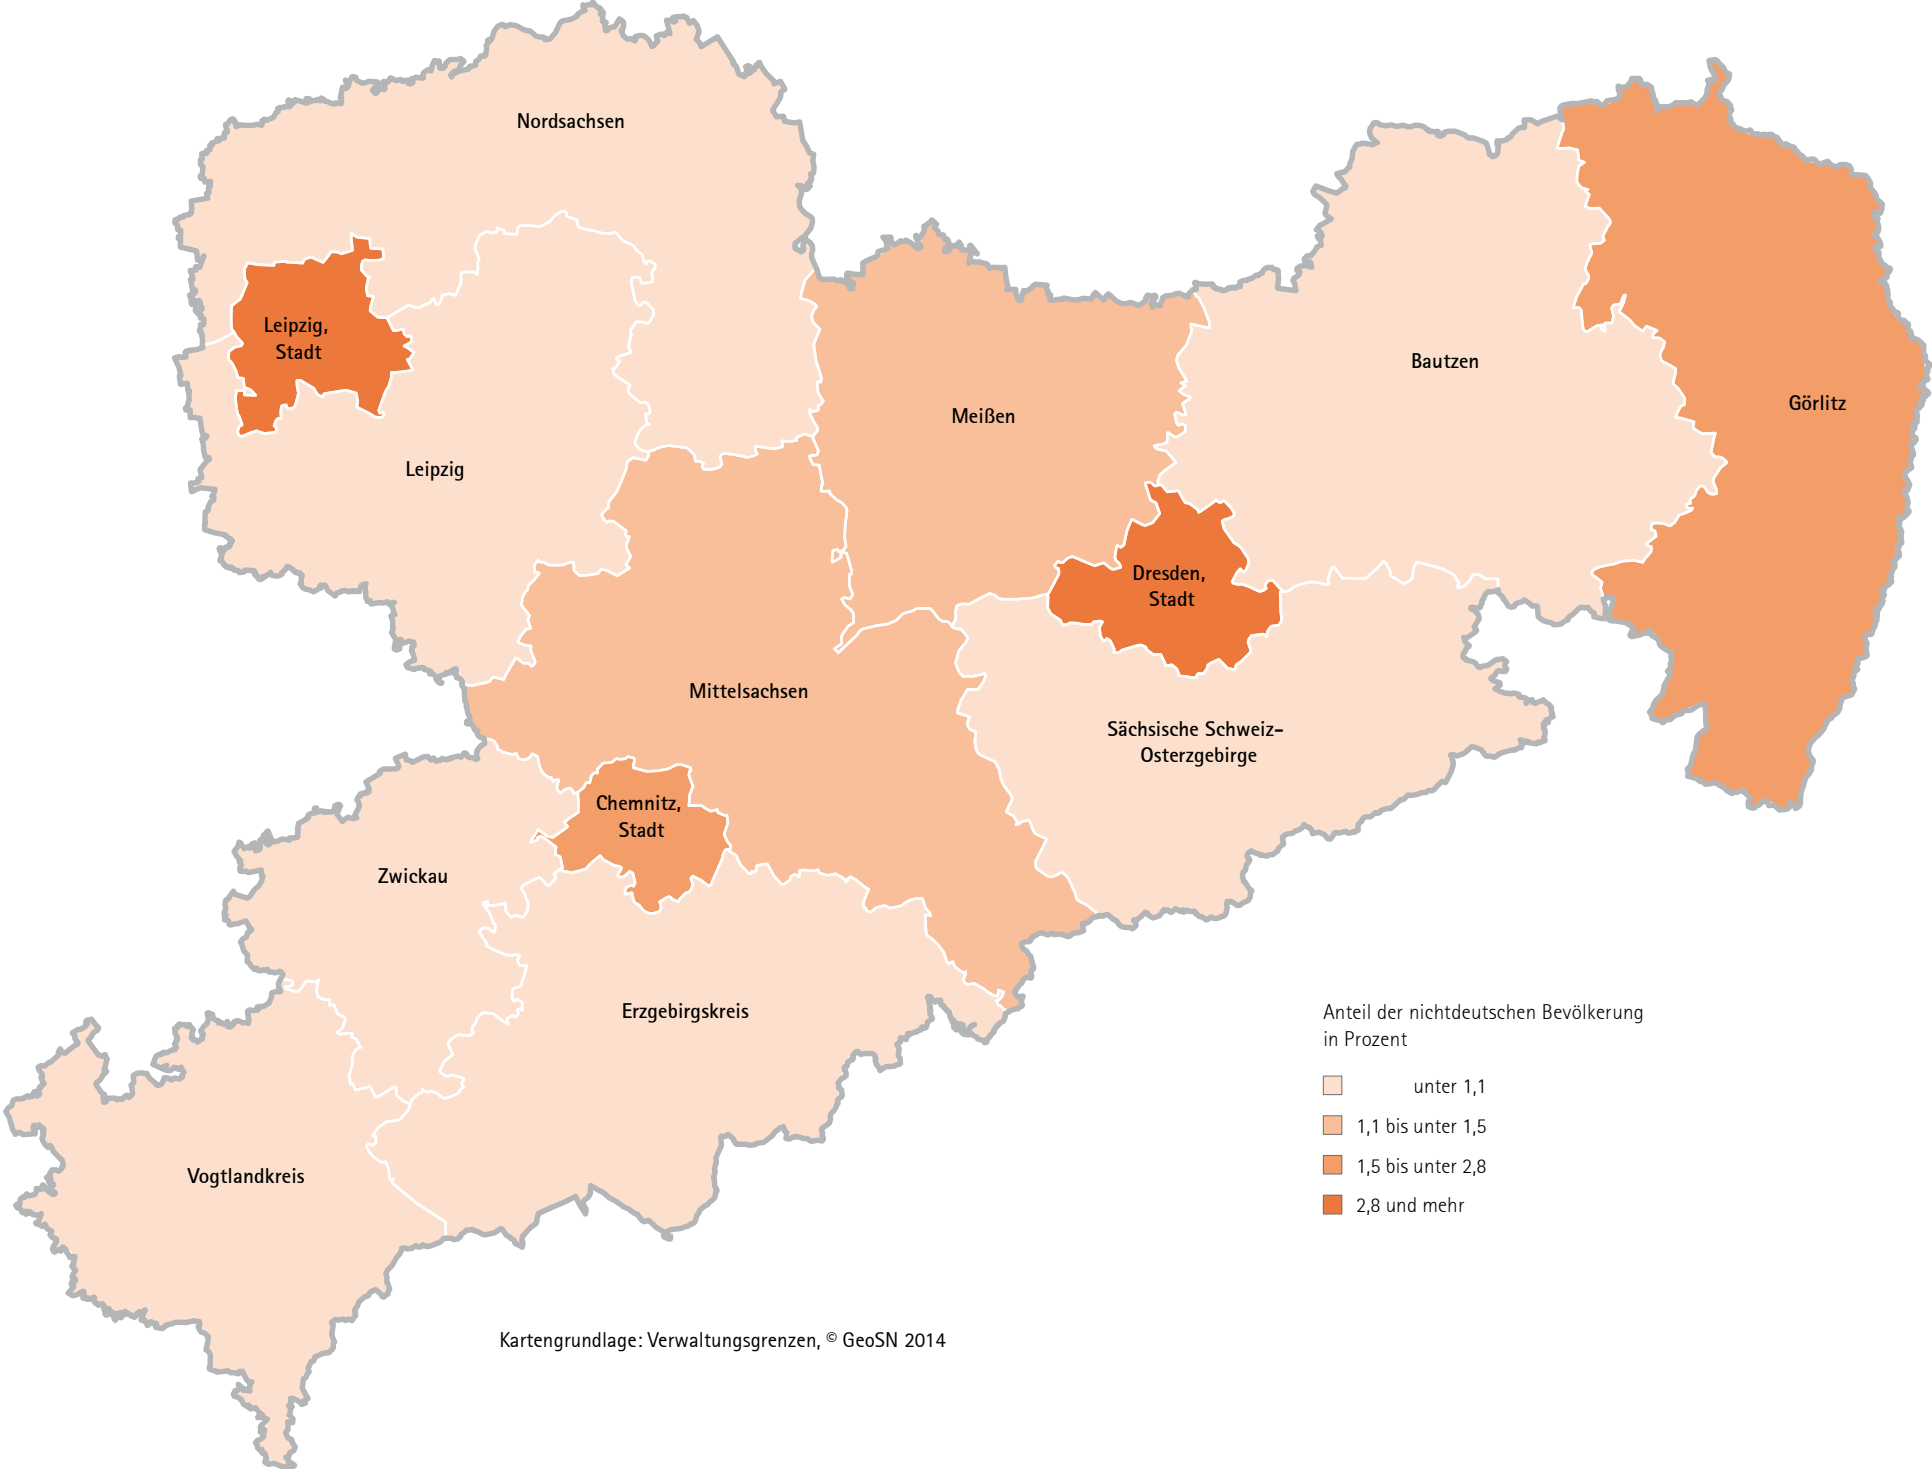 Nordsachsen
Leipzig,
Stadt
Bautzen
Görlitz
Meißen
Leipzig
Dresden,
Stadt
Mittelsachsen
Sächsische Schweiz-
Osterzgebirge
Chemnitz,
Stadt
Zwickau
Erzgebirgskreis
Vogtlandkreis
Anteil der nichtdeutschen Bevölkerung
in Prozent
unter 1,1
1,1 bis unter 1,5
1,5 bis unter 2,8
2,8 und mehr
Kartengrundlage: Verwaltungsgrenzen, © GeoSN 2014